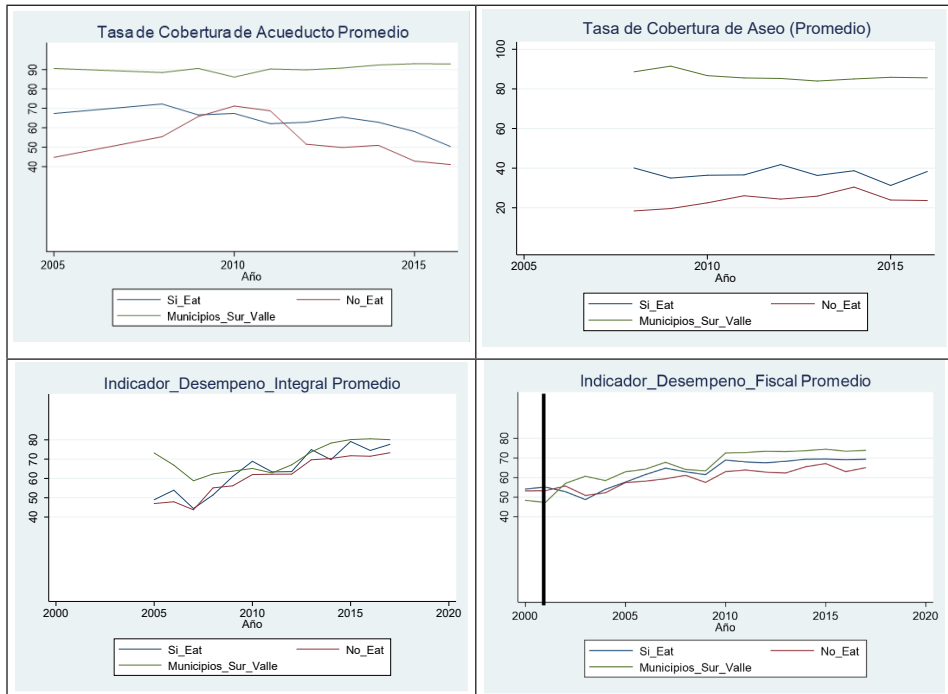 Tasa de Cobertura de Acueducto Promedio
90
80
70
60
50
40
2005
2010
2015
Año
Si_Eat
No_Eat
Municipios_Sur_Valle
Tasa de Cobertura de Aseo (Promedio)
100
80
60
40
20
2005
2010
2015
Año
Si_Eat
No_Eat
Municipios_Sur_Valle
Indicador_Desempeno_Integral Promedio
80
70
60
50
40
2000
2005
2010
2015
2020
Año
Si_Eat
No_Eat
Municipios_Sur_Valle
Indicador_Desempeno_Fiscal Promedio
80
70
60
50
40
2000
2005
2010
2015
2020
Año
Si_Eat
No_Eat
Municipios_Sur_Valle